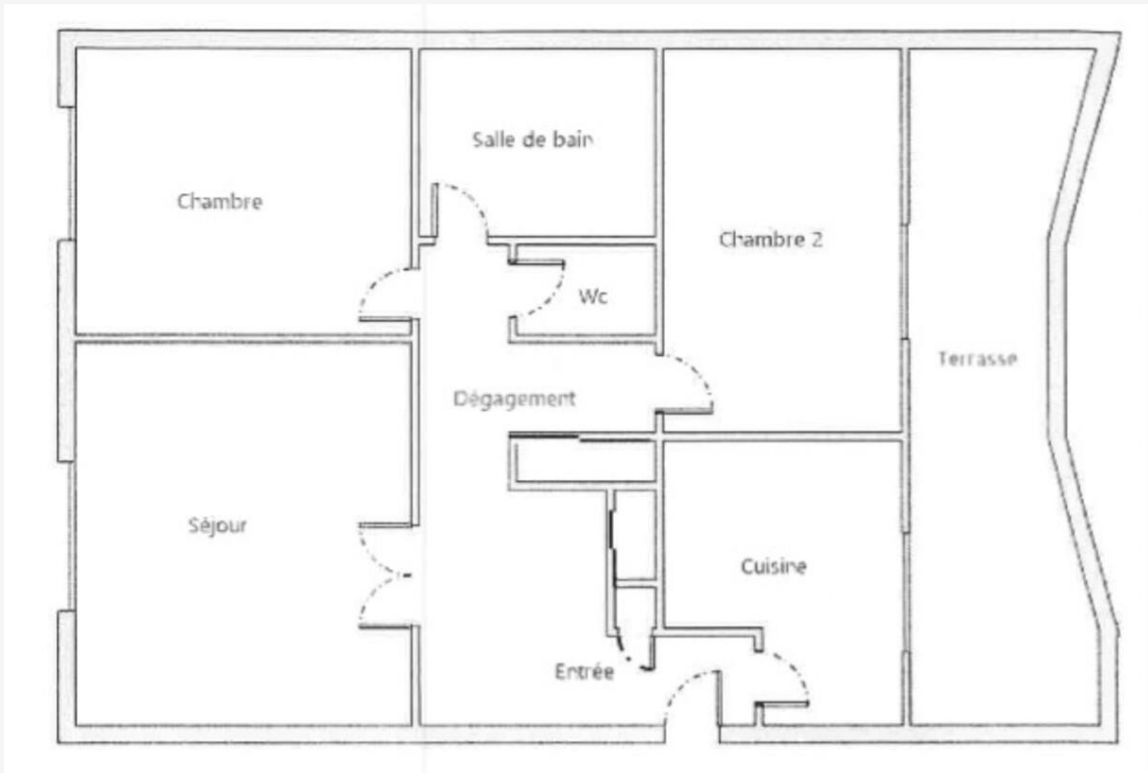 Salle de bain
Chambre
Chambre 2
Wc
Terrasse
Dégagement
Séjour
Cuisine
Entrée